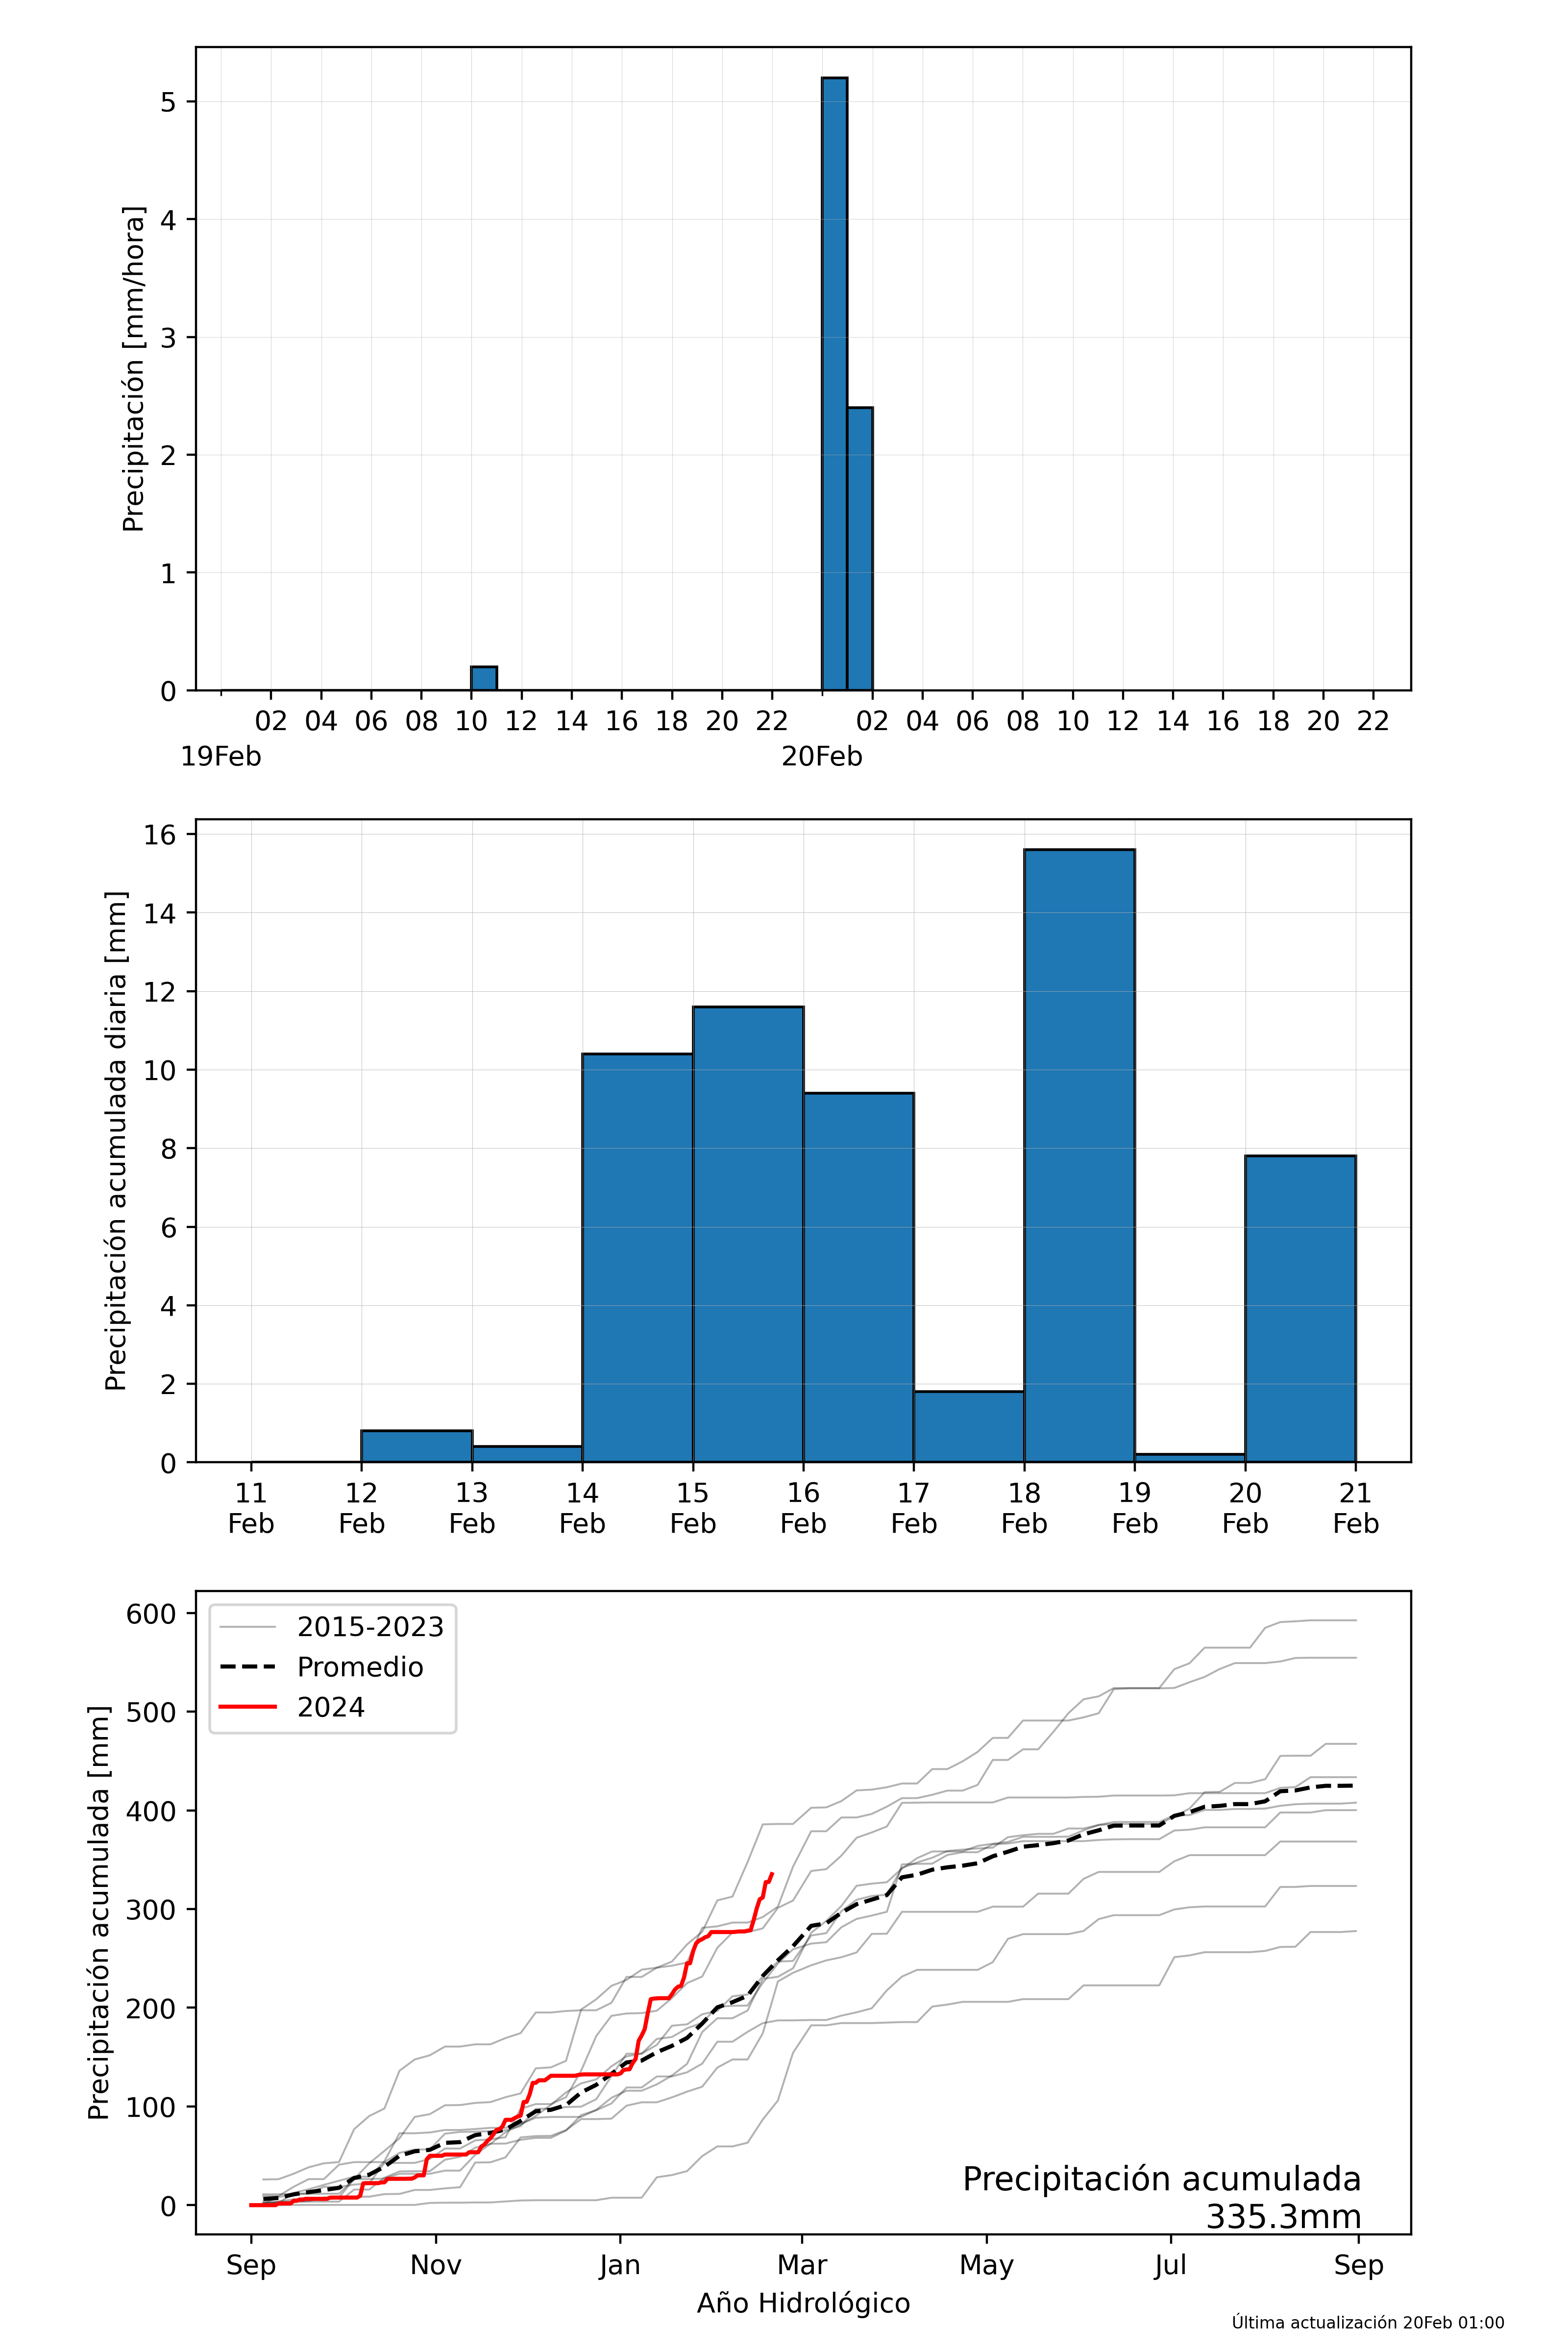 Precipitación [mm/hora]
5
4
3
2
1
0
02 04 06 08 10 12 14 16 18 20 22 02 04 06 08 10 12 14 16 18 20 22
19Feb 20Feb
Precipitación acumulada diaria [mm]
16
14
12
10
8
6
4
2
0
11 12 13 14 15 16 17 18 19 20 21
Feb Feb Feb Feb Feb Feb Feb Feb Feb Feb Feb
Precipitación acumulada [mm]
600
500
400
300
200
100
0
2015-2023
Promedio
2024
Precipitación acumulada
335.3mm
Sep Nov Jan Mar May Jul Sep
Año Hidrológico
Última actualización 20Feb 01:00